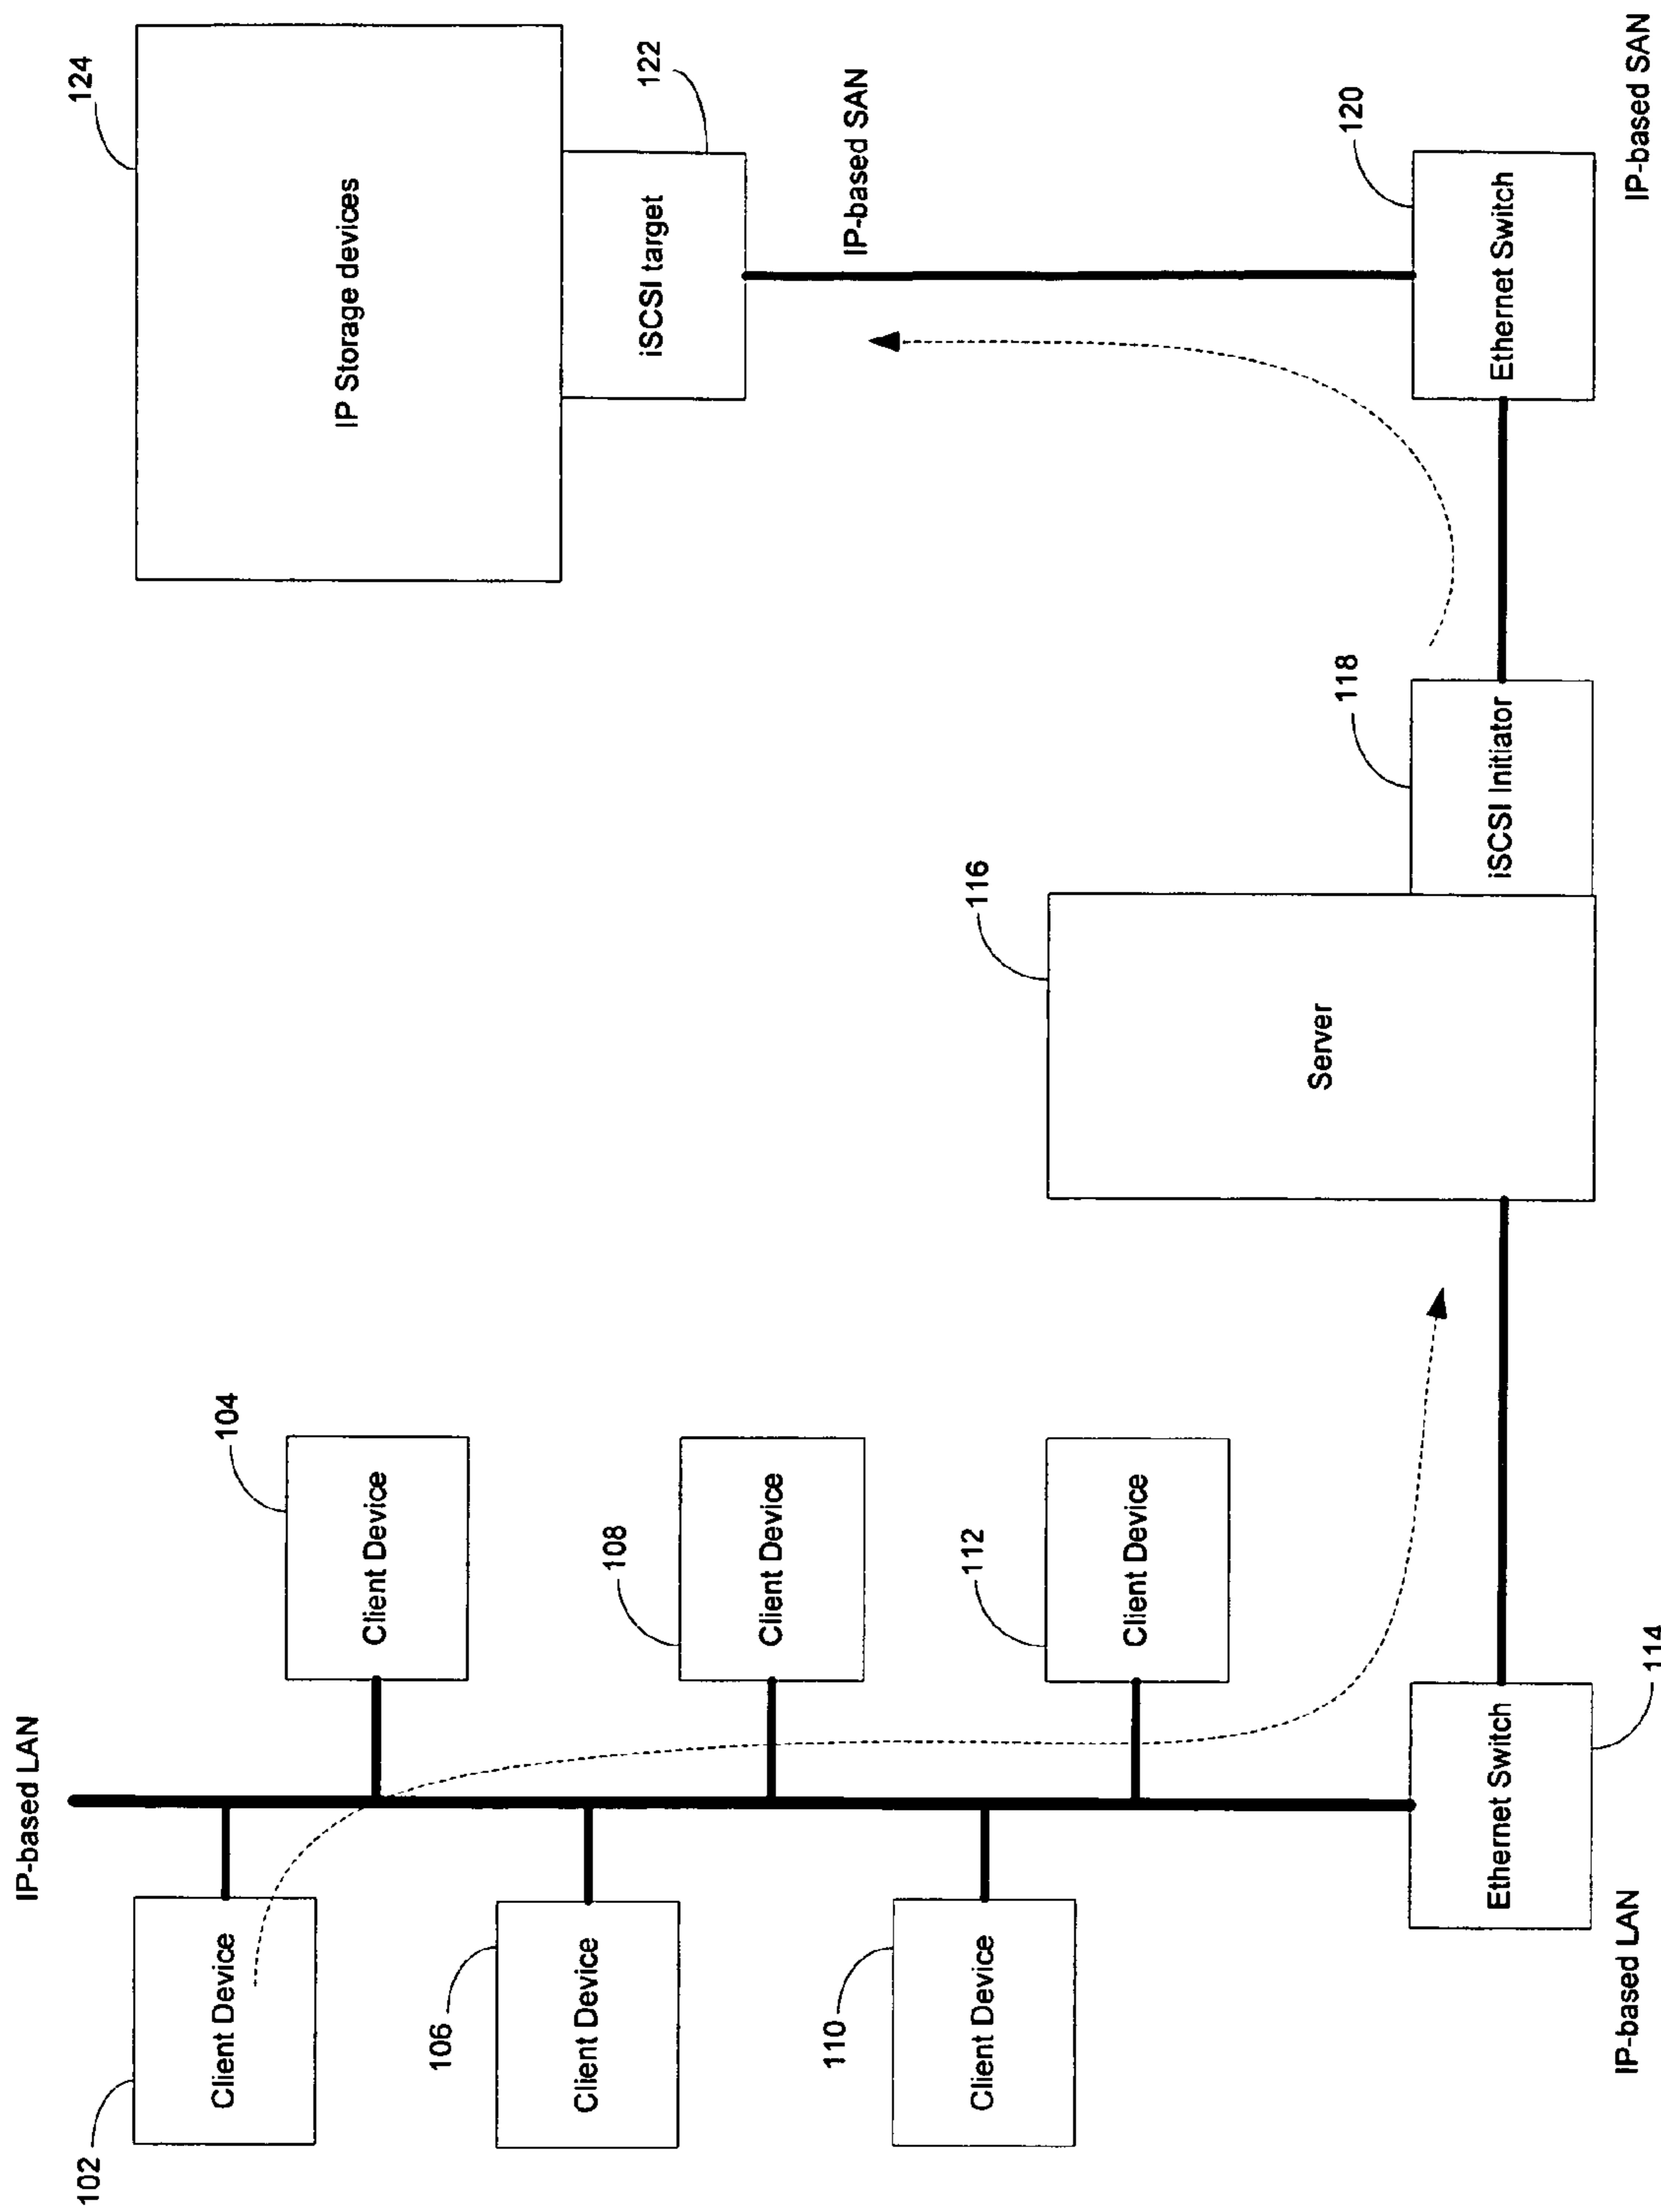 IP-based LAN
102
Client Device
104
Client Device
106
Client Device
108
Client Device
110
Client Device
112
Client Device
IP-based LAN
Ethernet Switch
114
116
Server
118
iSCSI Initiator
120
Ethernet Switch
IP-based SAN
IP-based SAN
122
iSCSI target
124
IP Storage devices